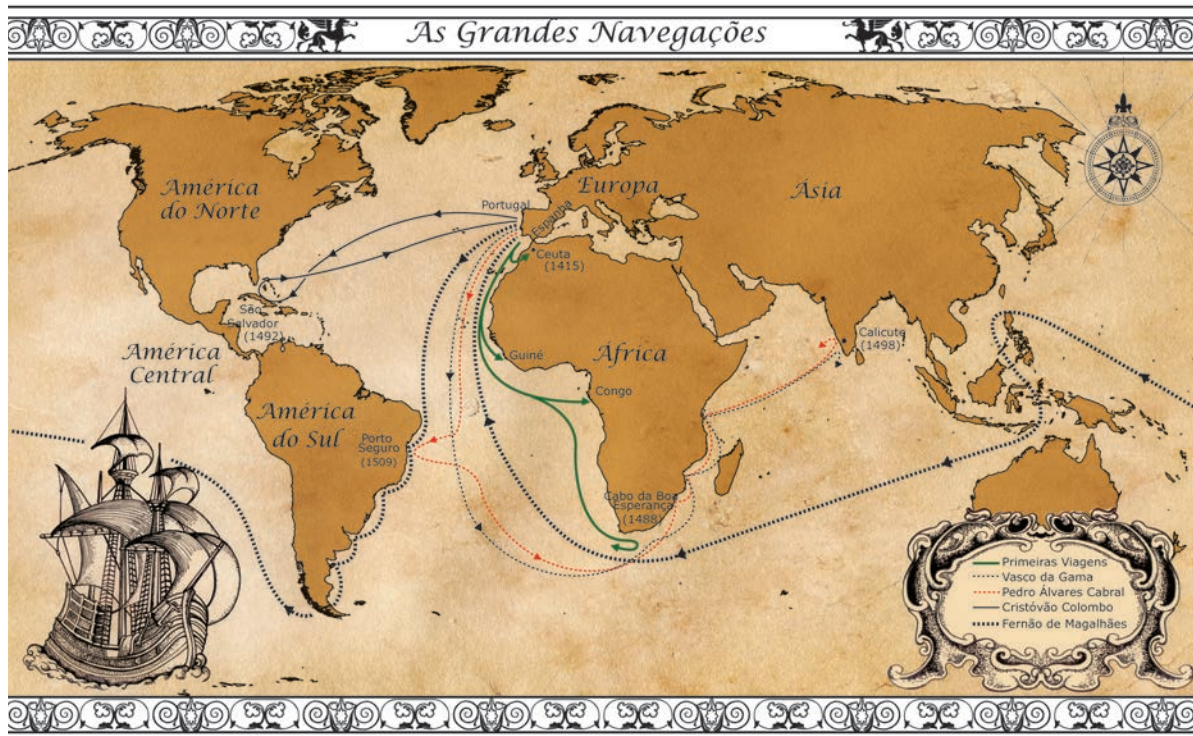 As Grandes Navegações
América
do Norte
Europa
Ásia
Portugal
Espanha
Ceuta
(1415)
São
Salvador
(1492)
América
Central
Guiné
África
Calicute
(1498)
Congo
América
do Sul
Porto
Seguro
(1509)
Cabo da Boa
Esperança
(1488)
Primeiras Viagens
Vasco da Gama
Pedro Álvares Cabral
Cristóvão Colombo
Fernão de Magalhães